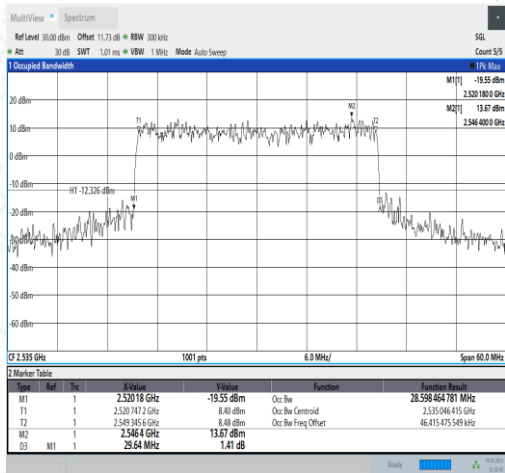 MultiView Spectrum
Ref Level 30.00 dBm Offset 11.73 dB RBW 300 kHz SGL
Att 30 dB SWT 1.01 ms VBW 1 MHz Mode Auto Sweep Count 5/5
1 Occupied Bandwidth 1Pk Max
M1[1] -19.55 dBm
2.520 180 0 GHz
M2[1] 13.67 dBm
2.546 400 0 GHz
20 dBm
M2
T1 T2
10 dBm
0 dBm
-10 dBm
H1 -12.326 dBm
M1
D3
-20 dBm
-30 dBm
-40 dBm
-50 dBm
-60 dBm
CF 2.535 GHz 1001 pts 6.0 MHz/ Span 60.0 MHz
2 Marker Table
Type Ref Trc X-Value Y-Value Function Function Result
M1 1 2.52018 GHz -19.55 dBm Occ Bw 28.598 464 781 MHz
T1 1 2.520 747 2 GHz 8.40 dBm Occ Bw Centroid 2.535 046 415 GHz
T2 1 2.549 345 6 GHz 8.48 dBm Occ Bw Freq Offset 46.415 475 549 kHz
M2 1 2.5464 GHz 13.67 dBm
D3 M1 1 29.64 MHz 1.41 dB
Ready